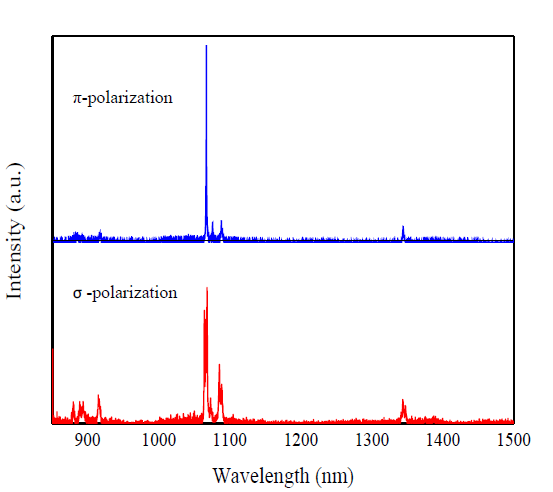 π-polarization
σ -polarization
Intensity (a.u.)
900 1000 1100 1200 1300 1400 1500
Wavelength (nm)